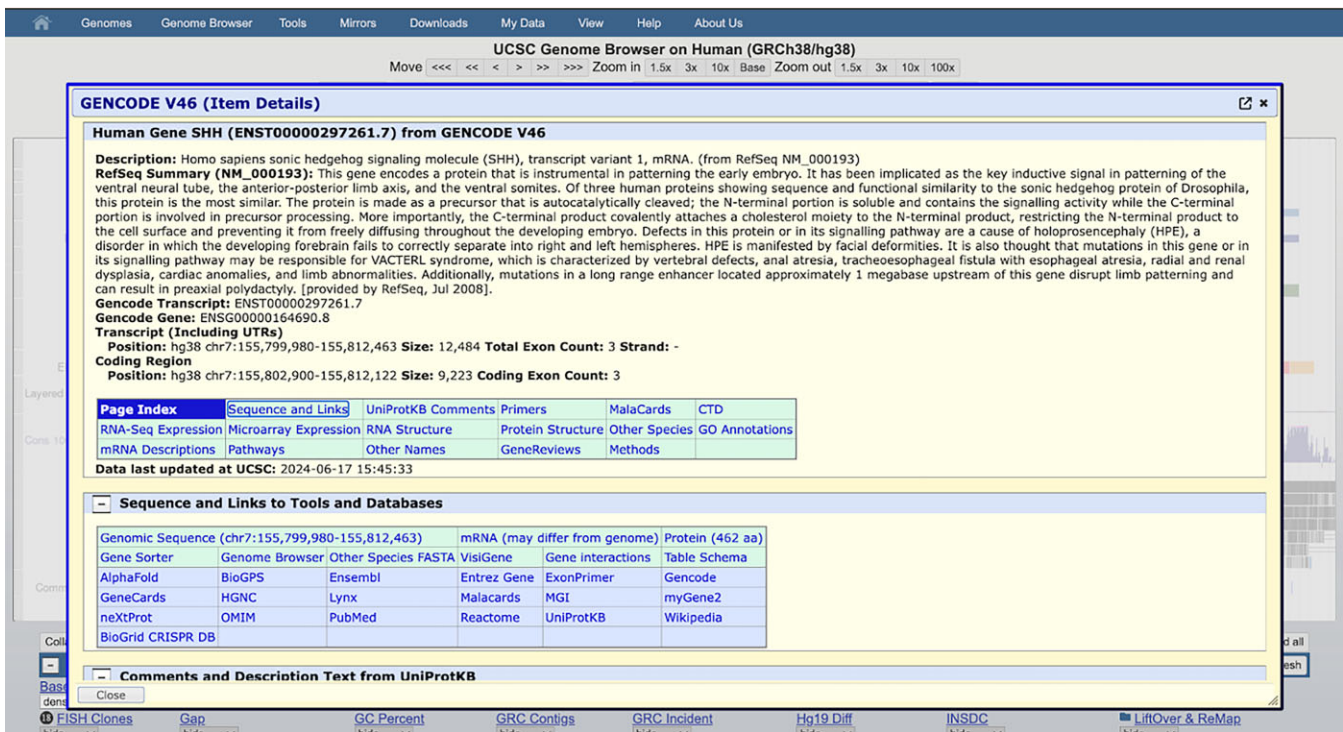 Genomes Genome Browser Tools Mirrors Downloads My Data View Help About Us
UCSC Genome Browser on Human (GRCh38/hg38)
Move <<< << < > >> >>> Zoom in 1.5x 3x 10x Base Zoom out 1.5x 3x 10x 100x
GENCODE V46 (Item Details)
Human Gene SHH (ENST00000297261.7) from GENCODE V46
Description: Homo sapiens sonic hedgehog signaling molecule (SHH), transcript variant 1, mRNA. (from RefSeq NM_000193)
RefSeq Summary (NM_000193): This gene encodes a protein that is instrumental in patterning the early embryo. It has been implicated as the key inductive signal in patterning of the
ventral neural tube, the anterior-posterior limb axis, and the ventral somites. Of three human proteins showing sequence and functional similarity to the sonic hedgehog protein of Drosophila,
this protein is the most similar. The protein is made as a precursor that is autocatalytically cleaved; the N-terminal portion is soluble and contains the signalling activity while the C-terminal
portion is involved in precursor processing. More importantly, the C-terminal product covalently attaches a cholesterol moiety to the N-terminal product, restricting the N-terminal product to
the cell surface and preventing it from freely diffusing throughout the developing embryo. Defects in this protein or in its signalling pathway are a cause of holoprosencephaly (HPE), a
disorder in which the developing forebrain fails to correctly separate into right and left hemispheres. HPE is manifested by facial deformities. It is also thought that mutations in this gene or in
its signalling pathway may be responsible for VACTERL syndrome, which is characterized by vertebral defects, anal atresia, tracheoesophageal fistula with esophageal atresia, radial and renal
dysplasia, cardiac anomalies, and limb abnormalities. Additionally, mutations in a long range enhancer located approximately 1 megabase upstream of this gene disrupt limb patterning and
can result in preaxial polydactyly. [provided by RefSeq, Jul 2008].
Gencode Transcript: ENST00000297261.7
Gencode Gene: ENSG00000164690.8
Transcript (Including UTRs)
Position: hg38 chr7:155,799,980-155,812,463 Size: 12,484 Total Exon Count: 3 Strand: -
Coding Region
Position: hg38 chr7:155,802,900-155,812,122 Size: 9,223 Coding Exon Count: 3
Page Index Sequence and Links UniProtKB Comments Primers MalaCards CTD
RNA-Seq Expression Microarray Expression RNA Structure Protein Structure Other Species GO Annotations
mRNA Descriptions Pathways Other Names GeneReviews Methods
Data last updated at UCSC: 2024-06-17 15:45:33
Sequence and Links to Tools and Databases
Genomic Sequence (chr7:155,799,980-155,812,463) mRNA (may differ from genome) Protein (462 aa)
Gene Sorter Genome Browser Other Species FASTA VisiGene Gene interactions Table Schema
AlphaFold BioGPS Ensembl Entrez Gene ExonPrimer Gencode
GeneCards HGNC Lynx Malacards MGI myGene2
neXtProt OMIM PubMed Reactome UniProtKB Wikipedia
BioGrid CRISPR DB
Comments and Description Text from UniProtKB
Close
Layered
FISH Clones Gap GC Percent GRC Contigs GRC Incident Hg19 Diff INSDC LiftOver & ReMap